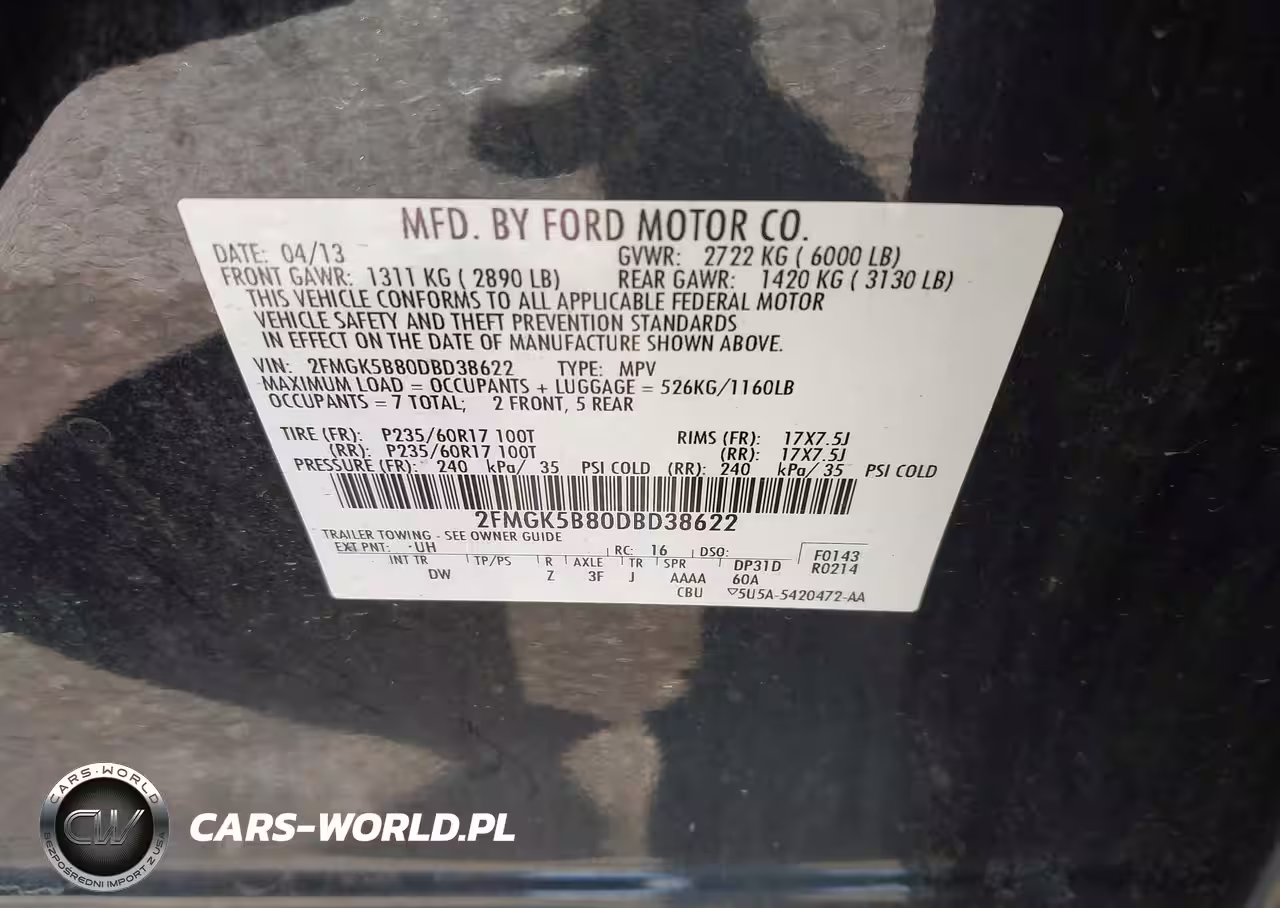 MFD. BY FORD MOTOR CO.
DATE: 04/13 GVWR: 2722 KG ( 6000 LB)
FRONT GAWR: 1311 KG ( 2890 LB) REAR GAWR: 1420 KG ( 3130 LB)
THIS VEHICLE CONFORMS TO ALL APPLICABLE FEDERAL MOTOR
VEHICLE SAFETY AND THEFT PREVENTION STANDARDS
IN EFFECT ON THE DATE OF MANUFACTURE SHOWN ABOVE.
VIN: 2FMGK5B80DBD38622 TYPE: MPV
MAXIMUM LOAD = OCCUPANTS + LUGGAGE = 526KG/1160LB
OCCUPANTS = 7 TOTAL; 2 FRONT, 5 REAR
TIRE (FR): P235/60R17 100T RIMS (FR): 17X7.5J
(RR): P235/60R17 100T (RR): 17X7.5J
PRESSURE (FR): 240 kPa/ 35 PSI COLD (RR): 240 kPa/ 35 PSI COLD
2FMGK5B80DBD38622
TRAILER TOWING - SEE OWNER GUIDE
EXT PNT: UH RC: 16 DSO: F0143
INT TR TP/PS R AXLE TR SPR DP31D R0214
DW Z 3F J AAAA 60A
CBU ▽5U5A-5420472-AA
CARS-WORLD
CW
BEZPOŚREDNI IMPORT Z USA
CARS-WORLD.PL